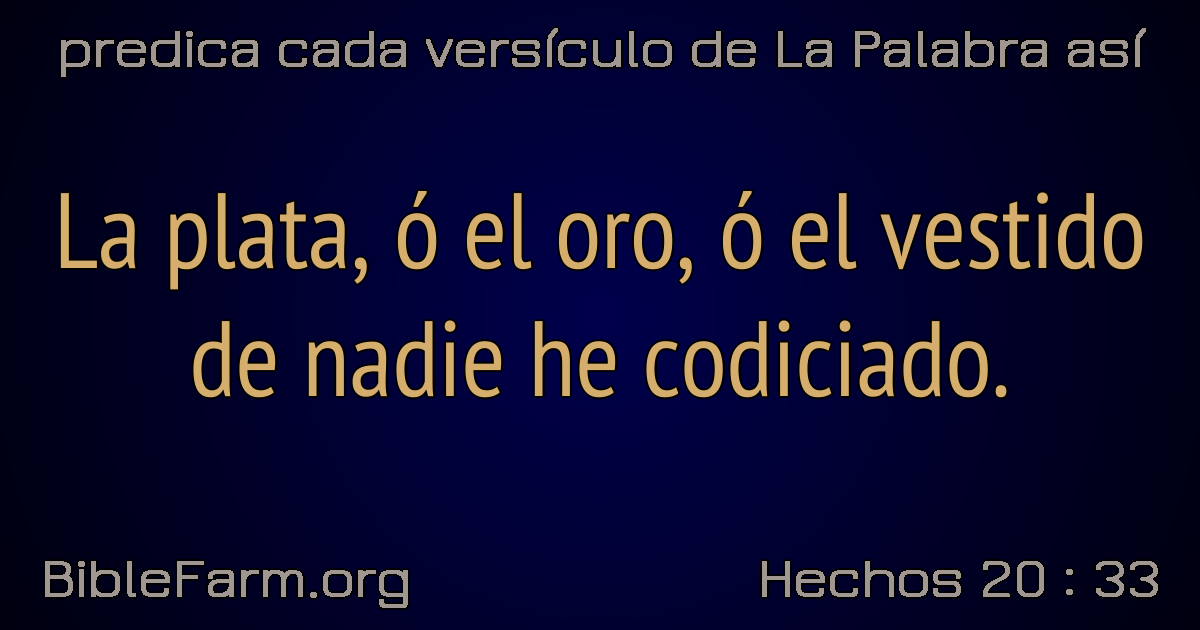 predica cada versículo de La Palabra así
La plata, ó el oro, ó el vestido
de nadie he codiciado.
BibleFarm.org
Hechos 20 : 33